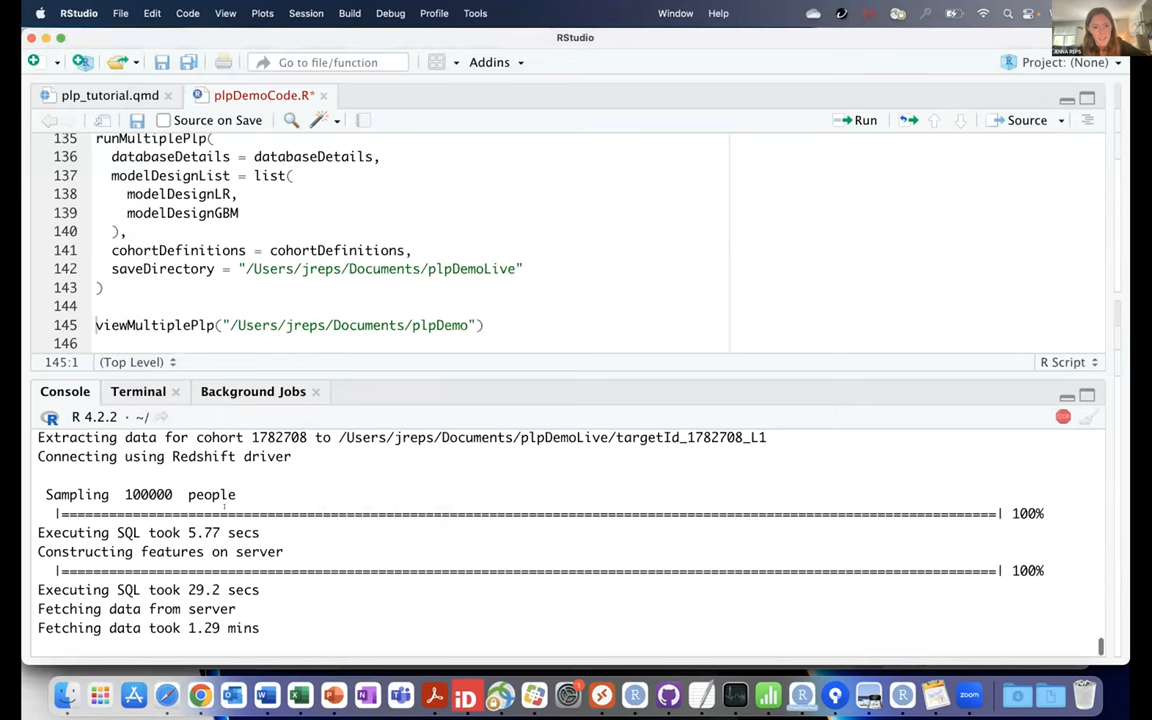 RStudio File Edit Code View Plots Session Build Debug Profile Tools Window Help
RStudio
JENNA REPS
Go to file/function
Addins
Project: (None)
plp_tutorial.qmd
plpDemoCode.R*
Source on Save
Run
Source
135 runMultiplePlp(
136 databaseDetails = databaseDetails,
137 modelDesignList = list(
138 modelDesignLR,
139 modelDesignGBM
140 ),
141 cohortDefinitions = cohortDefinitions,
142 saveDirectory = "/Users/jreps/Documents/plpDemoLive"
143 )
144
145 viewMultiplePlp("/Users/jreps/Documents/plpDemo")
146
145:1 (Top Level) R Script
Console Terminal Background Jobs
R 4.2.2 · ~/
Extracting data for cohort 1782708 to /Users/jreps/Documents/plpDemoLive/targetId_1782708_L1
Connecting using Redshift driver
Sampling 100000 people
|======================================================================| 100%
Executing SQL took 5.77 secs
Constructing features on server
|======================================================================| 100%
Executing SQL took 29.2 secs
Fetching data from server
Fetching data took 1.29 mins
iD
zoom